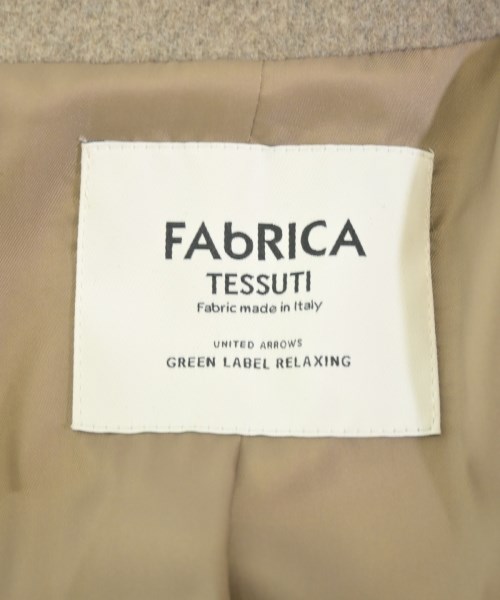 FAbRICA
TESSUTI
Fabric made in Italy
UNITED ARROWS
GREEN LABEL RELAXING